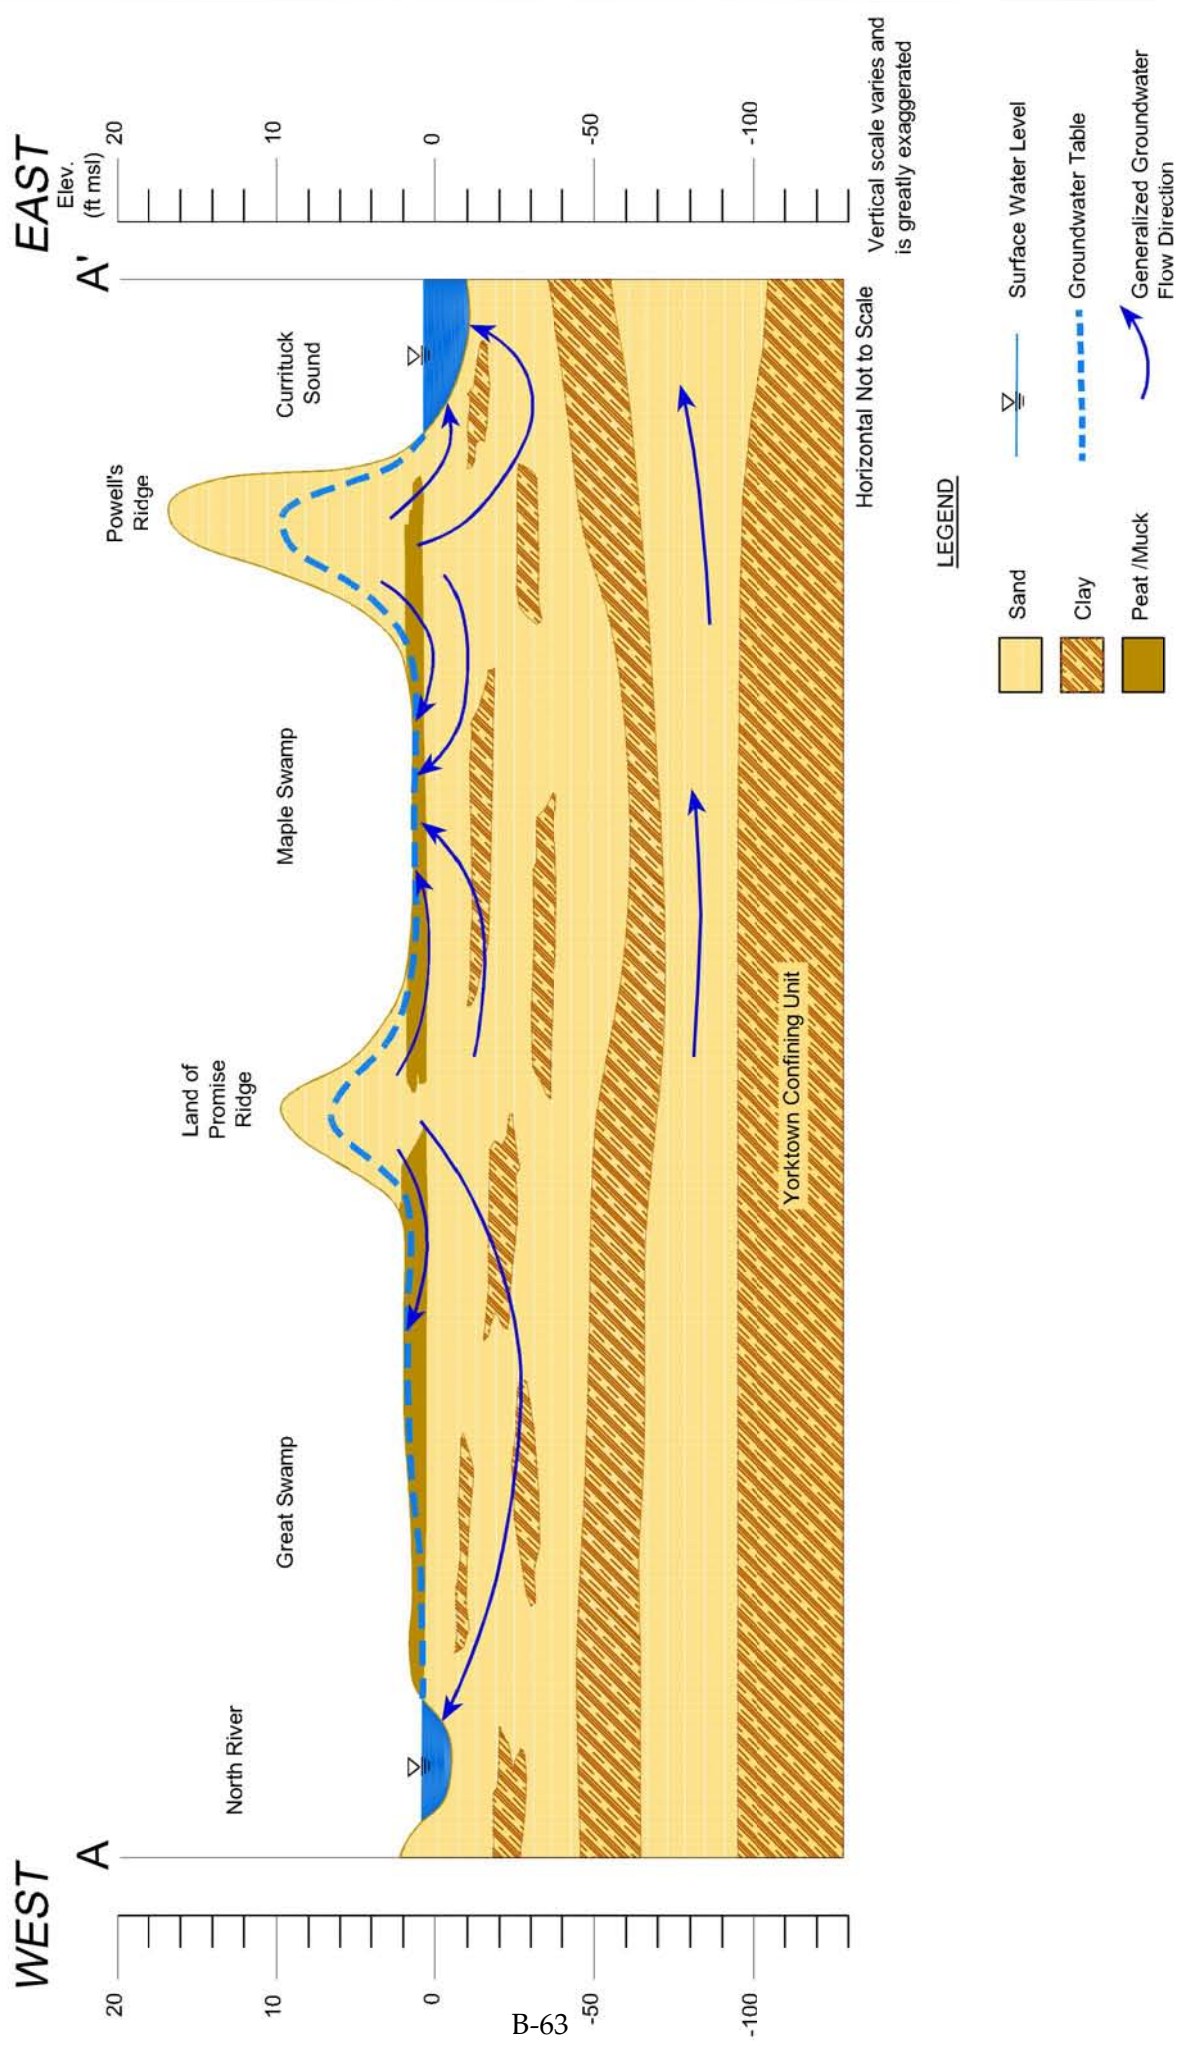 WEST
EAST
Elev.
(ft msl)
A
A'
20
10
0
-50
-100
20
10
0
-50
-100
North River
Great Swamp
Land of
Promise
Ridge
Maple Swamp
Powell's
Ridge
Currituck
Sound
Yorktown Confining Unit
Horizontal Not to Scale
Vertical scale varies and
is greatly exaggerated
LEGEND
Sand
Clay
Peat /Muck
Surface Water Level
Groundwater Table
Generalized Groundwater
Flow Direction
B-63